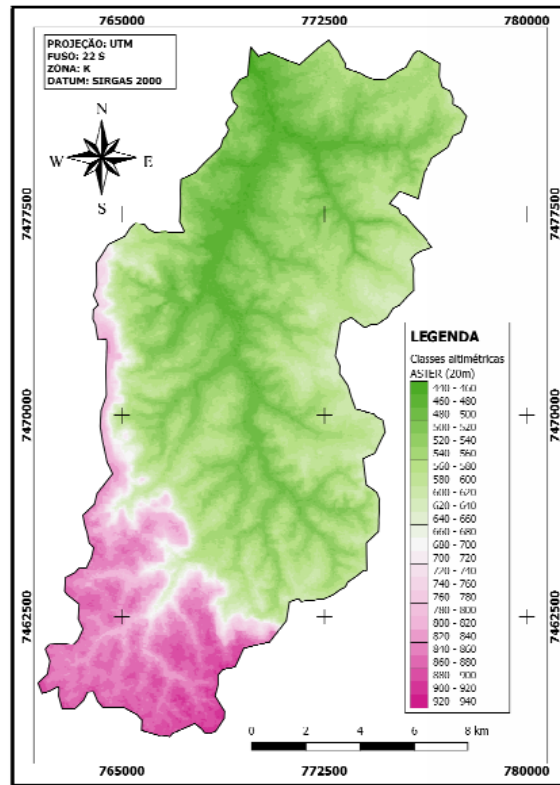 765000 772500 780000
PROJEÇÃO: UTM
FUSO: 22 S
ZONA: K
DATUM: SIRGAS 2000
N
W E
S
7477500 7477500
LEGENDA
Classes altimétricas
ASTER (20m)
440 - 460
460 - 480
480 - 500
500 - 520
520 - 540
540 - 560
560 - 580
580 - 600
600 - 620
620 - 640
640 - 660
660 - 680
680 - 700
700 - 720
720 - 740
740 - 760
760 - 780
780 - 800
800 - 820
820 - 840
840 - 860
860 - 880
880 - 900
900 - 920
920 - 940
7470000 7470000
7462500 7462500
0 2 4 6 8 km
765000 772500 780000